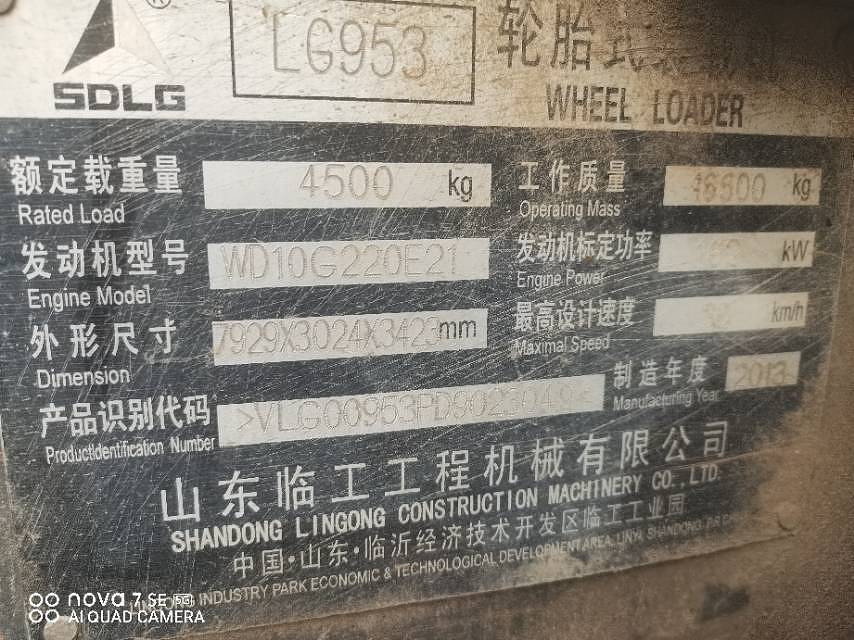 ®
SDLG
LG953
轮胎式
WHEEL LOADER
额定载重量 4500 kg
Rated Load
工作质量 kg
Operating Mass
发动机型号 WD10G220E21
Engine Model
发动机标定功率 kW
Engine Power
外形尺寸 7929X3024X3423mm
Dimension
最高设计速度 km/h
Maximal Speed
产品识别代码
ProductIdentification Number
制造年度 2013
Manufacturing Year
山东临工工程机械有限公司
SHANDONG LINGONG CONSTRUCTION MACHINERY CO.,LTD.
中国·山东·临沂经济技术开发区临工工业园
INDUSTRY PARK ECONOMIC & TECHNOLOGICAL DEVELOPMENT AREA, LINYI, SHANDONG,
nova 7 SE 5G
AI QUAD CAMERA